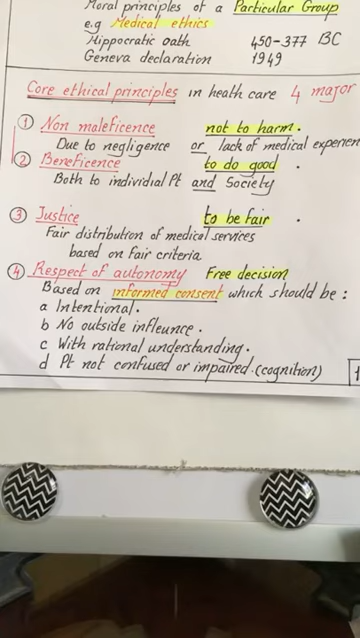 Moral principles of a Particular Group
e.g Medical ethics
Hippocratic oath 450-377 BC
Geneva declaration 1949
Core ethical principles in heath care 4 major
① Non maleficence not to harm.
Due to negligence or lack of medical experien
② Beneficence to do good .
Both to individial Pt and Society
③ Justice to be fair .
Fair distribution of medical services
based on fair criteria
④ Respect of autonomy Free decision
Based on informed consent which should be :
a Intentional.
b No outside infleunce.
c With rational understanding.
d Pt not confused or impaired.(cognition)